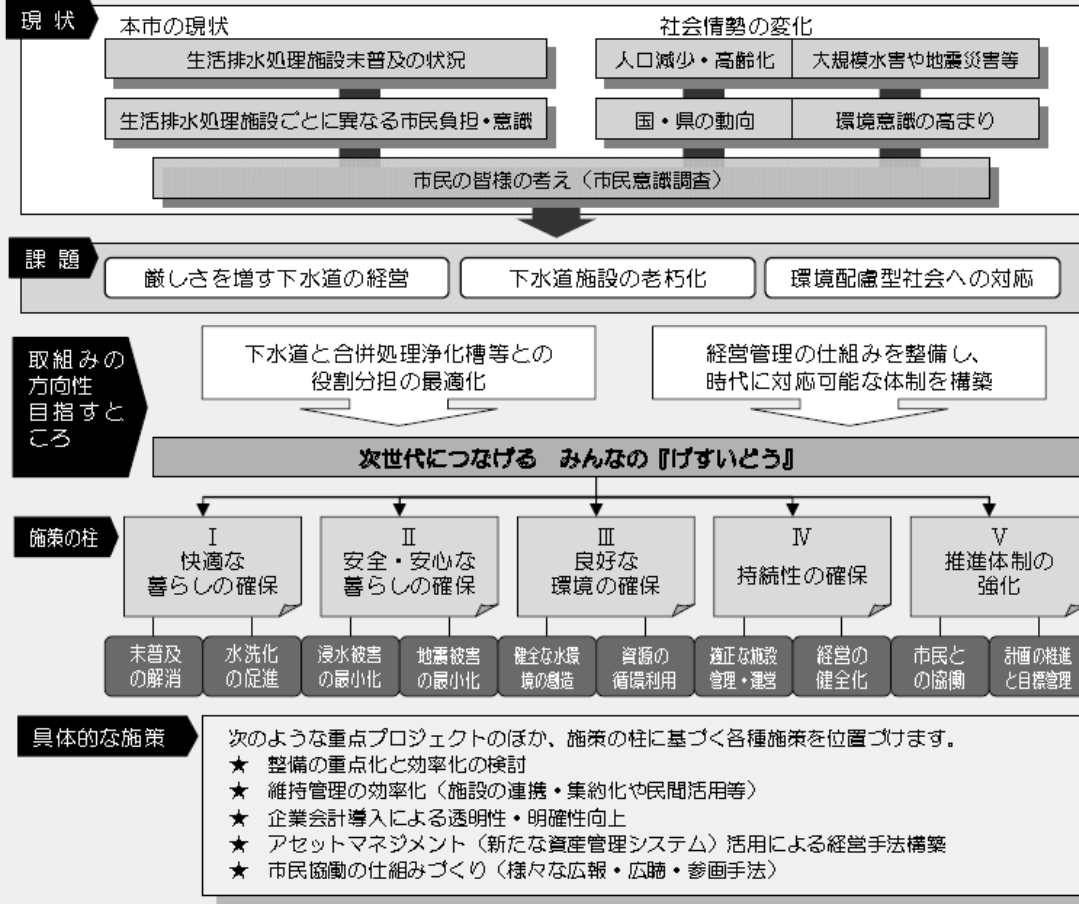 現 状
本市の現状
社会情勢の変化
生活排水処理施設未普及の状況
人口減少・高齢化
大規模水害や地震災害等
生活排水処理施設ごとに異なる市民負担・意識
国・県の動向
環境意識の高まり
市民の皆様の考え（市民意識調査）
課 題
厳しさを増す下水道の経営
下水道施設の老朽化
環境配慮型社会への対応
取組みの
方向性
目指すと
ころ
下水道と合併処理浄化槽等との
役割分担の最適化
経営管理の仕組みを整備し、
時代に対応可能な体制を構築
次世代につなげる　みんなの『げすいどう』
施策の柱
Ⅰ
快適な
暮らしの確保
Ⅱ
安全・安心な
暮らしの確保
Ⅲ
良好な
環境の確保
Ⅳ
持続性の確保
Ⅴ
推進体制の
強化
未普及
の解消
水洗化
の促進
浸水被害
の最小化
地震被害
の最小化
健全な水環
境の創造
資源の
循環利用
適正な施設
管理・運営
経営の
健全化
市民と
の協働
計画の推進
と目標管理
具体的な施策
次のような重点プロジェクトのほか、施策の柱に基づく各種施策を位置づけます。
★　整備の重点化と効率化の検討
★　維持管理の効率化（施設の連携・集約化や民間活用等）
★　企業会計導入による透明性・明確性向上
★　アセットマネジメント（新たな資産管理システム）活用による経営手法構築
★　市民協働の仕組みづくり（様々な広報・広聴・参画手法）